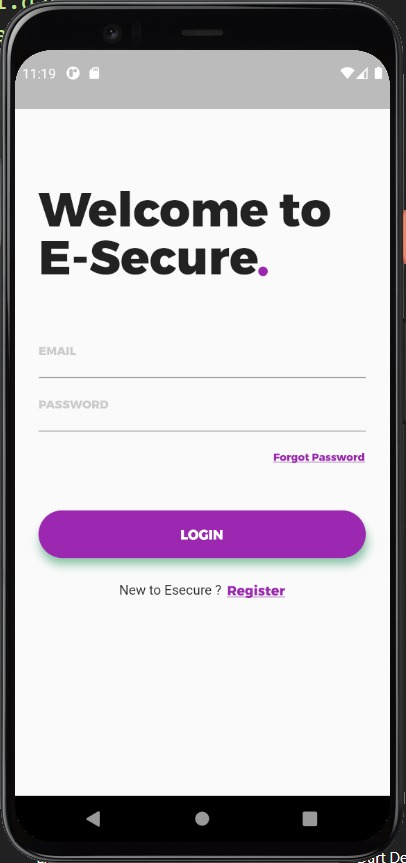 11:19
Welcome to
E-Secure.
EMAIL
PASSWORD
Forgot Password
LOGIN
New to Esecure ? Register